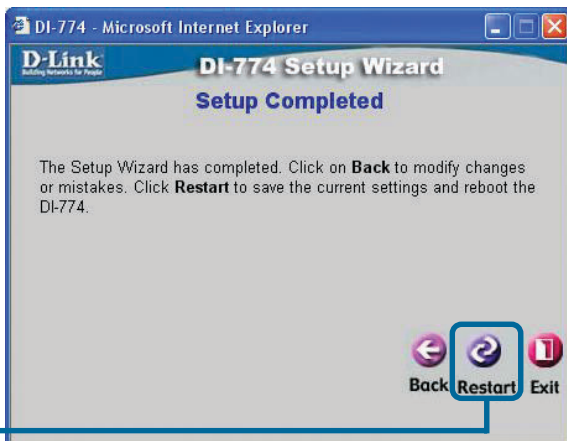 DI-774 - Microsoft Internet Explorer
D-Link
Building Networks for People
DI-774 Setup Wizard
Setup Completed
The Setup Wizard has completed. Click on Back to modify changes
or mistakes. Click Restart to save the current settings and reboot the
DI-774.
Back Restart Exit